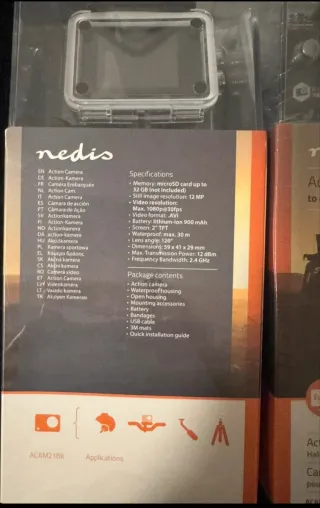 nedis
EN Action Camera
DE Action-Kamera
FR Caméra Embarquée
NL Action Cam
IT Action Camera
ES Cámara de acción
PT Câmara de Ação
SV Actionkamera
FI Action Kamera
NO Actionkamera
DA Action-kamera
HU Akciókamera
PL Kamera sportowa
EL Κάμερα δράσης
SK Akčná kamera
CS Akční kamera
RO Cameră video
ET Action Camera
LV Videokamera
LT Vaizdo kamera
TR Aksiyon Kamerası
Specifications
• Memory: microSD card up to
32 GB (not included)
• Still image resolution: 12 MP
• Video resolution:
Max. 1080p@30fps
• Video format: .AVI
• Battery: lithium-ion 900 mAh
• Screen: 2" TFT
• Waterproof: max. 30 m
• Lens angle: 120°
• Dimensions: 59 x 41 x 29 mm
• Max. Transmission Power: 12 dBm
• Frequency Bandwidth: 2.4 GHz
Package contents
• Action camera
• Waterproof housing
• Open housing
• Mounting accessories
• Battery
• Bandages
• USB cable
• 3M mats
• Quick installation guide
ACAM21BK
Applications